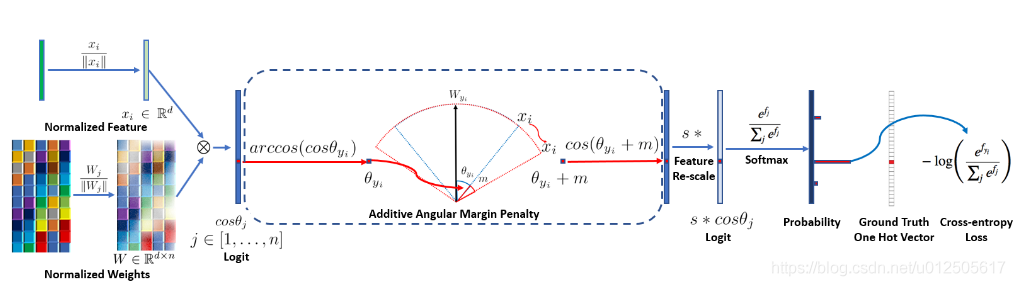 x_i / ‖x_i‖
x_i ∈ ℝ^d
Normalized Feature
W_j / ‖W_j‖
W ∈ ℝ^{d×n}
Normalized Weights
⊗
cosθ_j
j ∈ [1, . . . , n]
Logit
arccos(cosθ_{y_i})
θ_{y_i}
W_{y_i}
x_i
x_i
θ_{y_i}
m
Additive Angular Margin Penalty
cos(θ_{y_i} + m)
θ_{y_i} + m
s*
Feature
Re-scale
s * cosθ_j
Logit
e^{f_j} / ∑_j e^{f_j}
Softmax
Probability
Ground Truth
One Hot Vector
− log( e^{f_{y_i}} / ∑_j e^{f_j} )
Cross-entropy
Loss
https://blog.csdn.net/u012505617